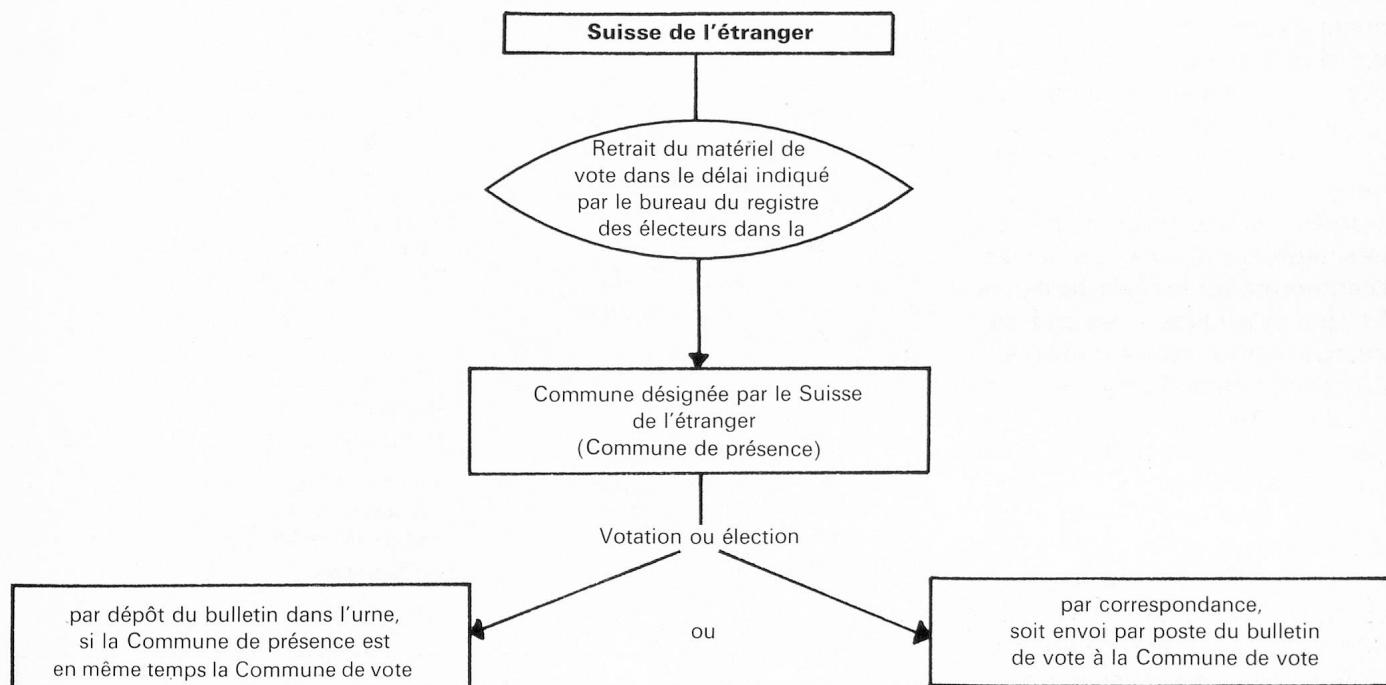 Suisse de l'étranger
Retrait du matériel de
vote dans le délai indiqué
par le bureau du registre
des électeurs dans la
Commune désignée par le Suisse
de l'étranger
(Commune de présence)
Votation ou élection
par dépôt du bulletin dans l'urne,
si la Commune de présence est
en même temps la Commune de vote
ou
par correspondance,
soit envoi par poste du bulletin
de vote à la Commune de vote